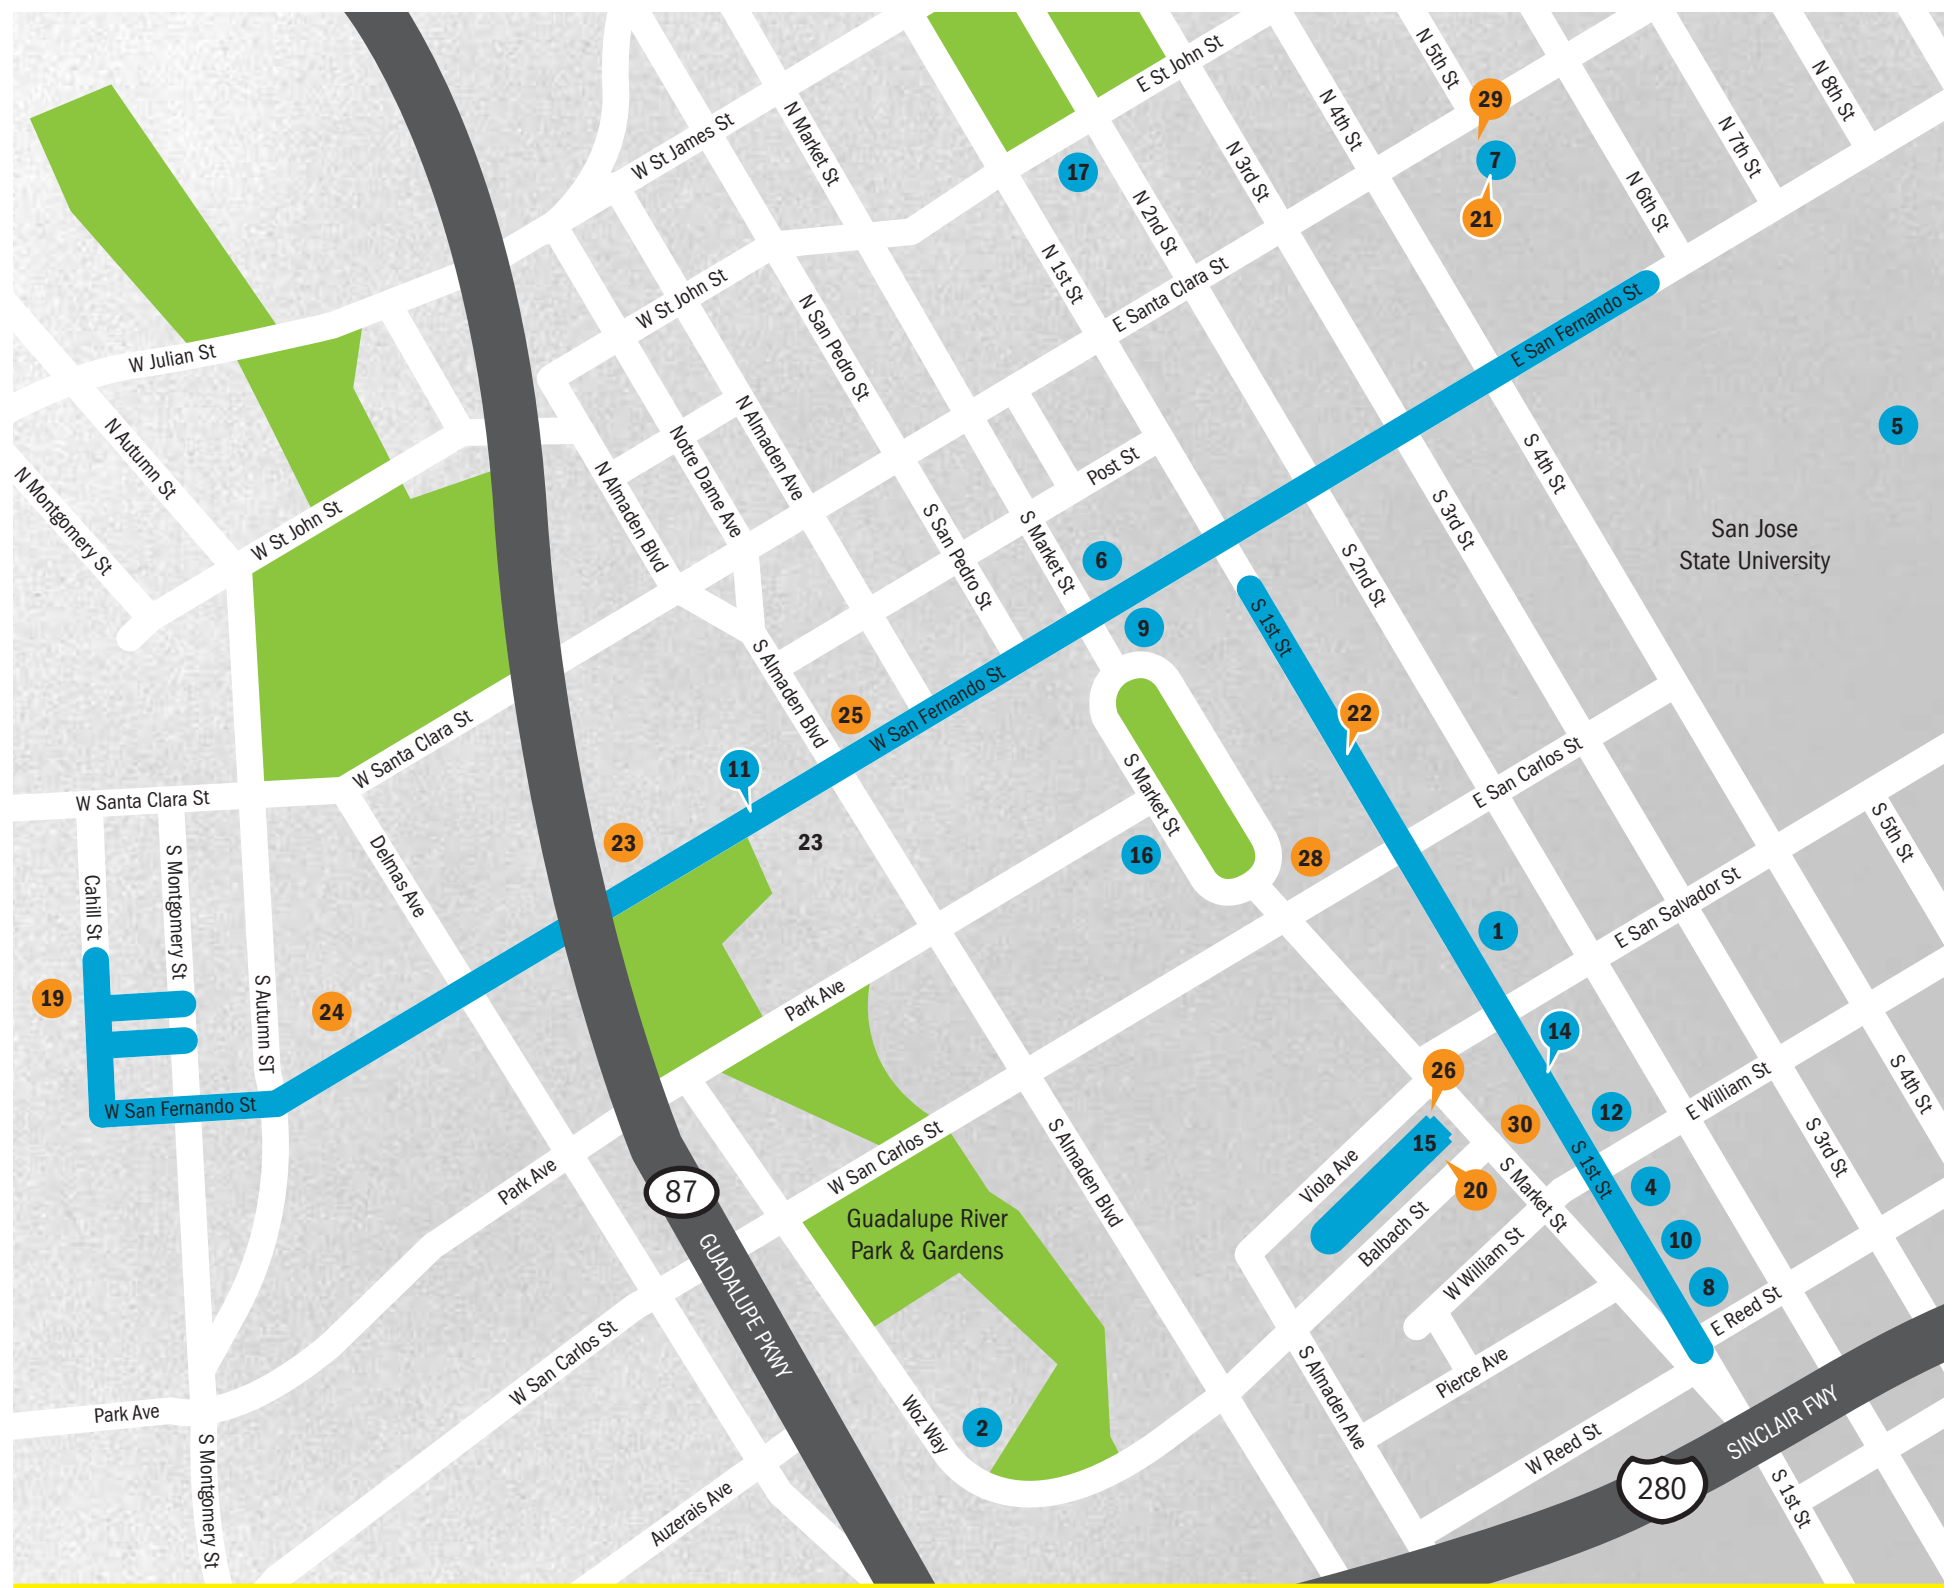 N 5th St
N 8th St
E St John St
29
N 4th St
N Market St
W St James St
N 7th St
7
N 3rd St
17
21
N 6th St
N 2nd St
N 1st St
E Santa Clara St
W St John St
N San Pedro St
E San Fernando St
W Julian St
5
N Almaden Ave
Notre Dame Ave
N Autumn St
N Almaden Blvd
Post St
S 4th St
N Montgomery St
W St John St
S San Pedro St
S Market St
S 3rd St
San Jose
State University
6
S 2nd St
9
S 1st St
S Almaden Blvd
W San Fernando St
25
22
W Santa Clara St
11
E San Carlos St
W Santa Clara St
S Market St
S 5th St
23
23
16
28
Delmas Ave
Cahill St
S Montgomery St
E San Salvador St
1
19
24
S Autumn ST
Park Ave
14
26
E William St
S 4th St
W San Fernando St
12
30
15
S 3rd St
S Almaden Blvd
W San Carlos St
Viola Ave
20
S Market St
S 1st St
4
Park Ave
87
Guadalupe River
Park & Gardens
Balbach St
W William St
10
8
GUADALUPE PKWY
E Reed St
W San Carlos St
S Almaden Ave
Pierce Ave
Park Ave
Woz Way
2
SINCLAIR FWY
W Reed St
280
S Montgomery St
Auzerais Ave
S 1st St